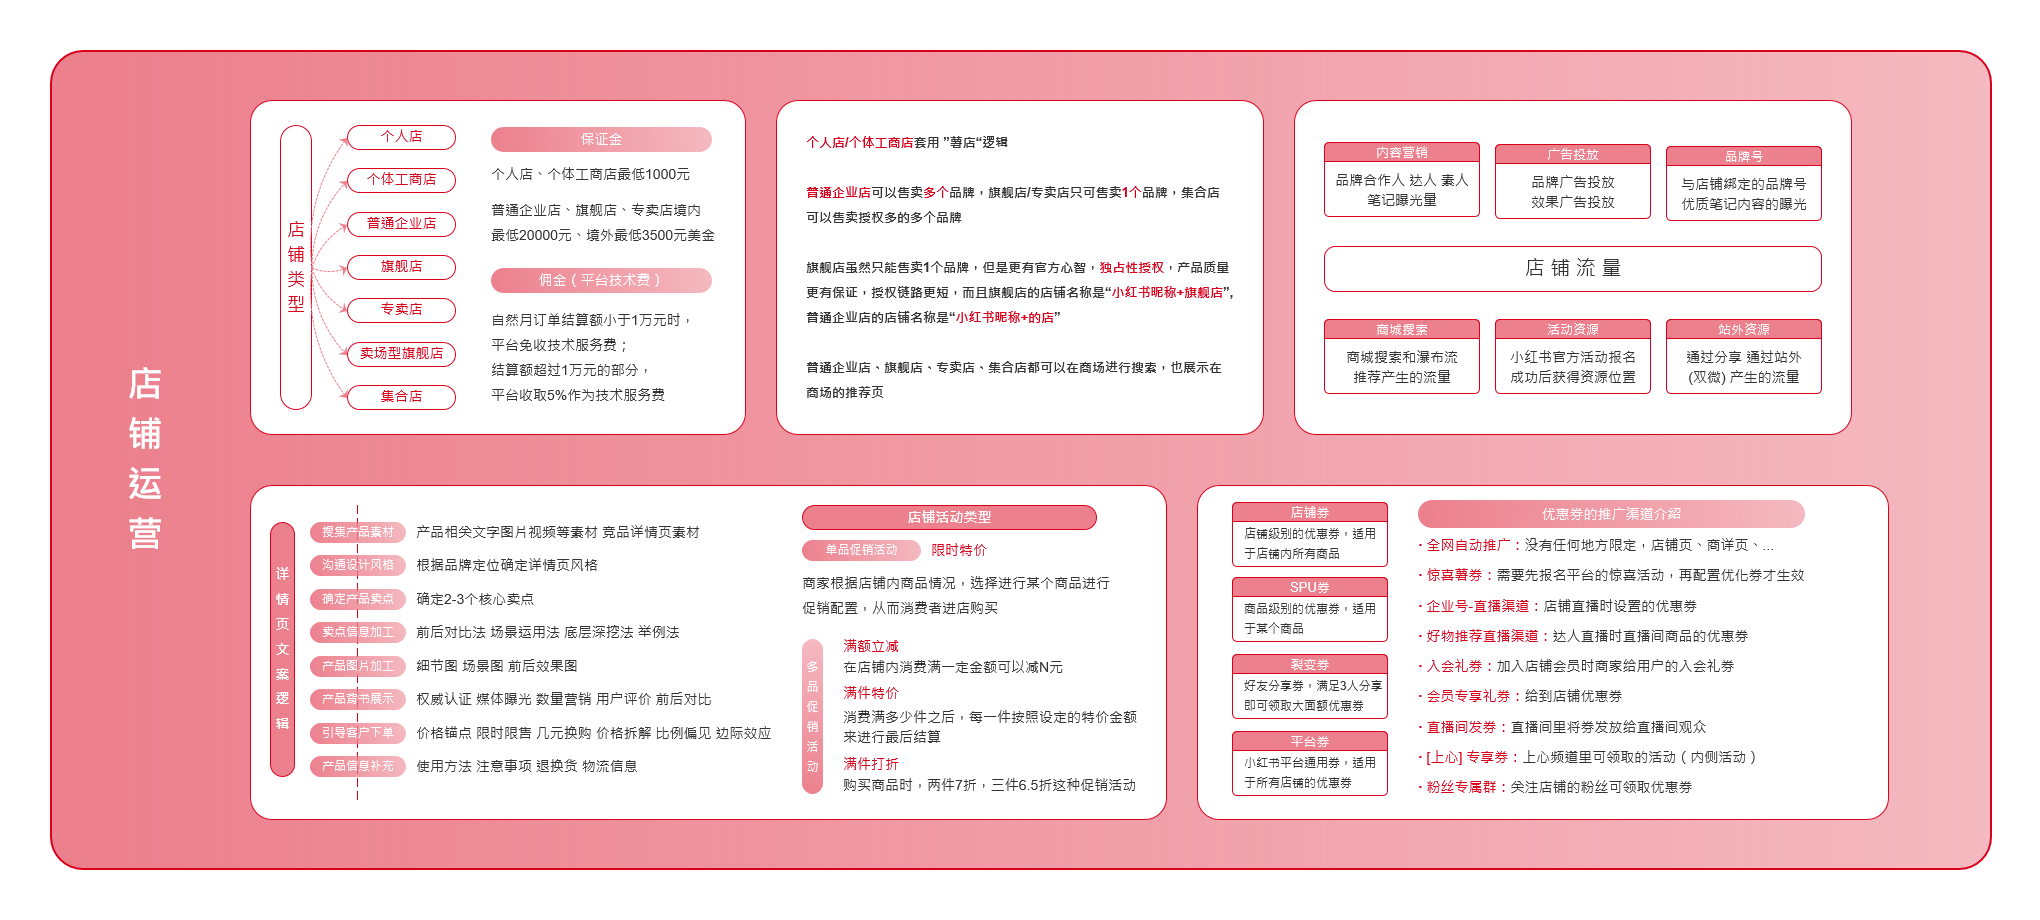 店铺运营
店铺类型
个人店
个体工商店
普通企业店
旗舰店
专卖店
卖场型旗舰店
集合店
保证金
个人店、个体工商店最低1000元
普通企业店、旗舰店、专卖店境内
最低20000元、境外最低3500元美金
佣金（平台技术费）
自然月订单结算额小于1万元时，
平台免收技术服务费；
结算额超过1万元的部分，
平台收取5%作为技术服务费
个人店/个体工商店套用 ”薯店“逻辑
普通企业店可以售卖多个品牌，旗舰店/专卖店只可售卖1个品牌，集合店
可以售卖授权多的多个品牌
旗舰店虽然只能售卖1个品牌，但是更有官方心智，独占性授权，产品质量
更有保证，授权链路更短，而且旗舰店的店铺名称是“小红书昵称+旗舰店”,
普通企业店的店铺名称是“小红书昵称+的店”
普通企业店、旗舰店、专卖店、集合店都可以在商场进行搜索，也展示在
商场的推荐页
内容营销
品牌合作人 达人 素人
笔记曝光量
广告投放
品牌广告投放
效果广告投放
品牌号
与店铺绑定的品牌号
优质笔记内容的曝光
店铺流量
商城搜索
商城搜索和瀑布流
推荐产生的流量
活动资源
小红书官方活动报名
成功后获得资源位置
站外资源
通过分享 通过站外
(双微) 产生的流量
详情页文案逻辑
搜集产品素材 产品相关文字图片视频等素材 竞品详情页素材
沟通设计风格 根据品牌定位确定详情页风格
确定产品卖点 确定2-3个核心卖点
卖点信息加工 前后对比法 场景运用法 底层深挖法 举例法
产品图片加工 细节图 场景图 前后效果图
产品背书展示 权威认证 媒体曝光 数量营销 用户评价 前后对比
引导客户下单 价格锚点 限时限售 几元换购 价格拆解 比例偏见 边际效应
产品信息补充 使用方法 注意事项 退换货 物流信息
店铺活动类型
单品促销活动 限时特价
商家根据店铺内商品情况，选择进行某个商品进行
促销配置，从而消费者进店购买
多品促销活动
满额立减
在店铺内消费满一定金额可以减N元
满件特价
消费满多少件之后，每一件按照设定的特价金额
来进行最后结算
满件打折
购买商品时，两件7折，三件6.5折这种促销活动
店铺券
店铺级别的优惠券，适用
于店铺内所有商品
SPU券
商品级别的优惠券，适用
于某个商品
裂变券
好友分享券，满足3人分享
即可领取大面额优惠券
平台券
小红书平台通用券，适用
于所有店铺的优惠券
优惠券的推广渠道介绍
· 全网自动推广：没有任何地方限定，店铺页、商详页、...
· 惊喜薯券：需要先报名平台的惊喜活动，再配置优化券才生效
· 企业号-直播渠道：店铺直播时设置的优惠券
· 好物推荐直播渠道：达人直播时直播间商品的优惠券
· 入会礼券：加入店铺会员时商家给用户的入会礼券
· 会员专享礼券：给到店铺优惠券
· 直播间发券：直播间里将券发放给直播间观众
· [上心] 专享券：上心频道里可领取的活动（内侧活动）
· 粉丝专属群：关注店铺的粉丝可领取优惠券